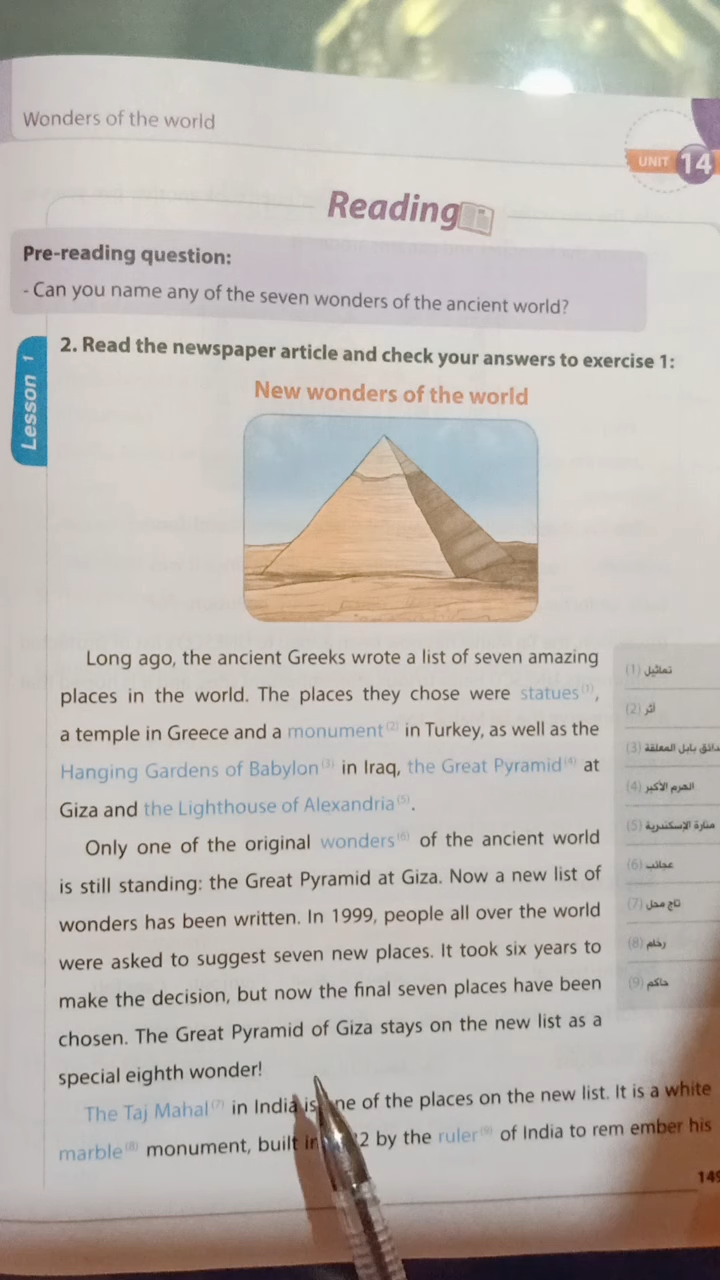 Wonders of the world
UNIT 14
Reading
Pre-reading question:
- Can you name any of the seven wonders of the ancient world?
Lesson 1
2. Read the newspaper article and check your answers to exercise 1:
New wonders of the world
Long ago, the ancient Greeks wrote a list of seven amazing
places in the world. The places they chose were statues(1),
a temple in Greece and a monument(2) in Turkey, as well as the
Hanging Gardens of Babylon(3) in Iraq, the Great Pyramid(4) at
Giza and the Lighthouse of Alexandria(5).
Only one of the original wonders(6) of the ancient world
is still standing: the Great Pyramid at Giza. Now a new list of
wonders has been written. In 1999, people all over the world
were asked to suggest seven new places. It took six years to
make the decision, but now the final seven places have been
chosen. The Great Pyramid of Giza stays on the new list as a
special eighth wonder!
The Taj Mahal(7) in India is one of the places on the new list. It is a white
marble(8) monument, built in 2 by the ruler(9) of India to rem ember his
(1) تماثيل
(2) أثر
(3) بابل المعلقة
(4) الهرم الأكبر
(5) منارة الإسكندرية
(6) عجائب
(7) تاج محل
(8) رخام
(9) حاكم
149